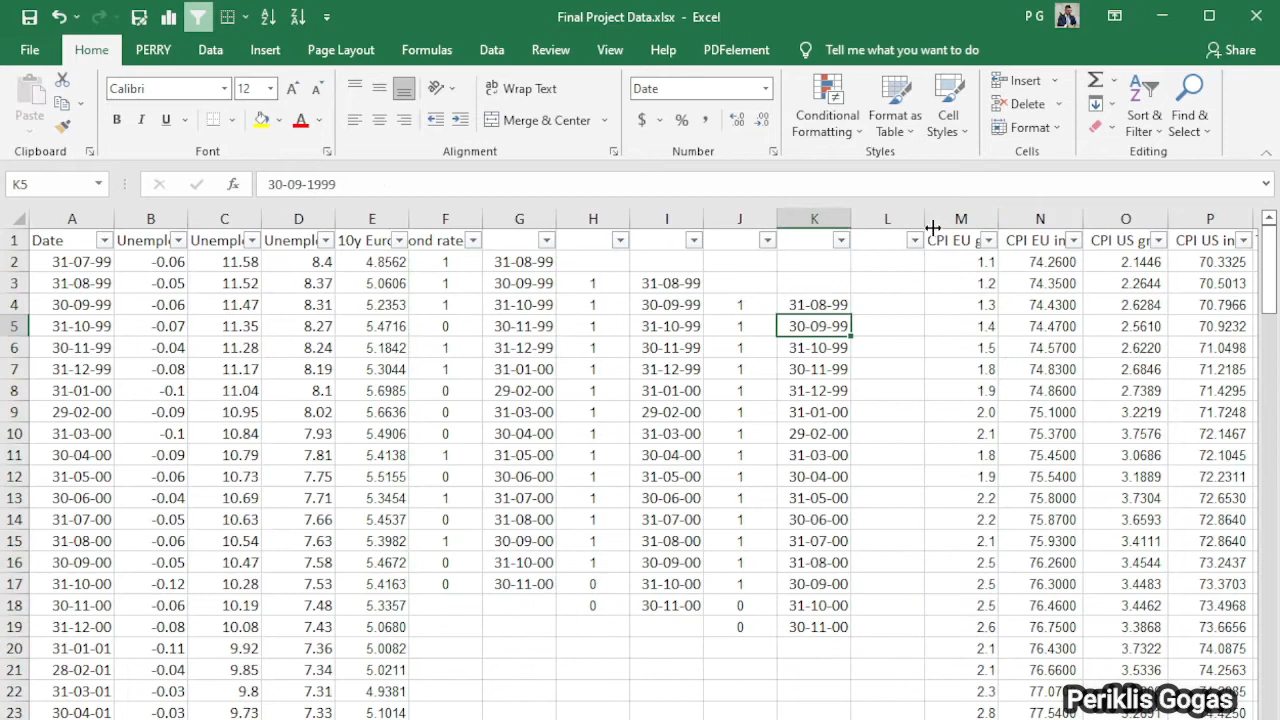 Final Project Data.xlsx - Excel
P G
File Home PERRY Data Insert Page Layout Formulas Data Review View Help PDFelement Tell me what you want to do Share
Paste Calibri 12 Wrap Text Date Conditional Formatting Format as Table Cell Styles Insert Sort & Filter Find & Select
B I U A Merge & Center $ % , Delete
Format
Clipboard Font Alignment Number Styles Cells Editing
K5 fx 30-09-1999
A B C D E F G H I J K L M N O P
1 Date Unemple Unemple Unemple 10y Euro ond rate CPI EU g CPI EU in CPI US gr CPI US in
2 31-07-99 -0.06 11.58 8.4 4.8562 1 31-08-99 1.1 74.2600 2.1446 70.3325
3 31-08-99 -0.05 11.52 8.37 5.0606 1 30-09-99 1 31-08-99 1.2 74.3500 2.2644 70.5013
4 30-09-99 -0.06 11.47 8.31 5.2353 1 31-10-99 1 30-09-99 1 31-08-99 1.3 74.4300 2.6284 70.7966
5 31-10-99 -0.07 11.35 8.27 5.4716 0 30-11-99 1 31-10-99 1 30-09-99 1.4 74.4700 2.5610 70.9232
6 30-11-99 -0.04 11.28 8.24 5.1842 1 31-12-99 1 30-11-99 1 31-10-99 1.5 74.5700 2.6220 71.0498
7 31-12-99 -0.08 11.17 8.19 5.3044 1 31-01-00 1 31-12-99 1 30-11-99 1.8 74.8300 2.6846 71.2185
8 31-01-00 -0.1 11.04 8.1 5.6985 0 29-02-00 1 31-01-00 1 31-12-99 1.9 74.8600 2.7389 71.4295
9 29-02-00 -0.09 10.95 8.02 5.6636 0 31-03-00 1 29-02-00 1 31-01-00 2.0 75.1000 3.2219 71.7248
10 31-03-00 -0.1 10.84 7.93 5.4906 0 30-04-00 1 31-03-00 1 29-02-00 2.1 75.3700 3.7576 72.1467
11 30-04-00 -0.09 10.79 7.81 5.4138 1 31-05-00 1 30-04-00 1 31-03-00 1.8 75.4500 3.0686 72.1045
12 31-05-00 -0.06 10.73 7.75 5.5155 0 30-06-00 1 31-05-00 1 30-04-00 1.9 75.5400 3.1889 72.2311
13 30-06-00 -0.04 10.69 7.71 5.3454 1 31-07-00 1 30-06-00 1 31-05-00 2.2 75.8000 3.7304 72.6530
14 31-07-00 -0.05 10.63 7.66 5.4537 0 31-08-00 1 31-07-00 1 30-06-00 2.2 75.8700 3.6593 72.8640
15 31-08-00 -0.06 10.54 7.63 5.3982 1 30-09-00 1 31-08-00 1 31-07-00 2.1 75.9300 3.4111 72.8640
16 30-09-00 -0.05 10.47 7.58 5.4672 0 31-10-00 1 30-09-00 1 31-08-00 2.5 76.2600 3.4544 73.2437
17 31-10-00 -0.12 10.28 7.53 5.4163 0 30-11-00 0 31-10-00 1 30-09-00 2.5 76.3000 3.4483 73.3703
18 30-11-00 -0.06 10.19 7.48 5.3357 0 30-11-00 0 31-10-00 2.5 76.4600 3.4462 73.4968
19 31-12-00 -0.08 10.08 7.43 5.0680 0 30-11-00 2.6 76.7500 3.3868 73.6656
20 31-01-01 -0.11 9.92 7.36 5.0082 2.1 76.4300 3.7322 74.0875
21 28-02-01 -0.04 9.85 7.34 5.0211 2.1 76.6600 3.5336 74.2563
22 31-03-01 -0.03 9.8 7.31 4.9381 2.3
23 30-04-01 -0.03 9.73 7.33 5.1014 2.8
Periklis Gogas